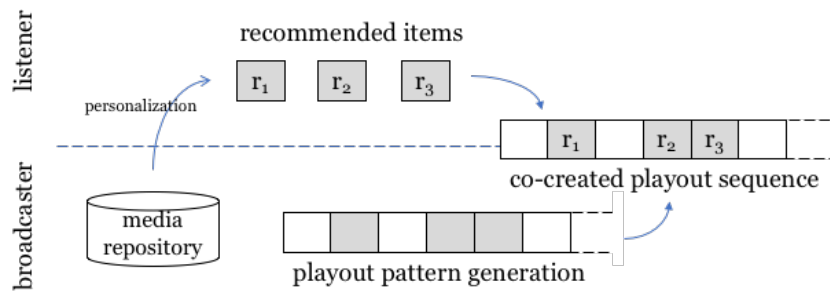 listener
recommended items
r1 r2 r3
personalization
r1 r2 r3
co-created playout sequence
broadcaster
media
repository
playout pattern generation